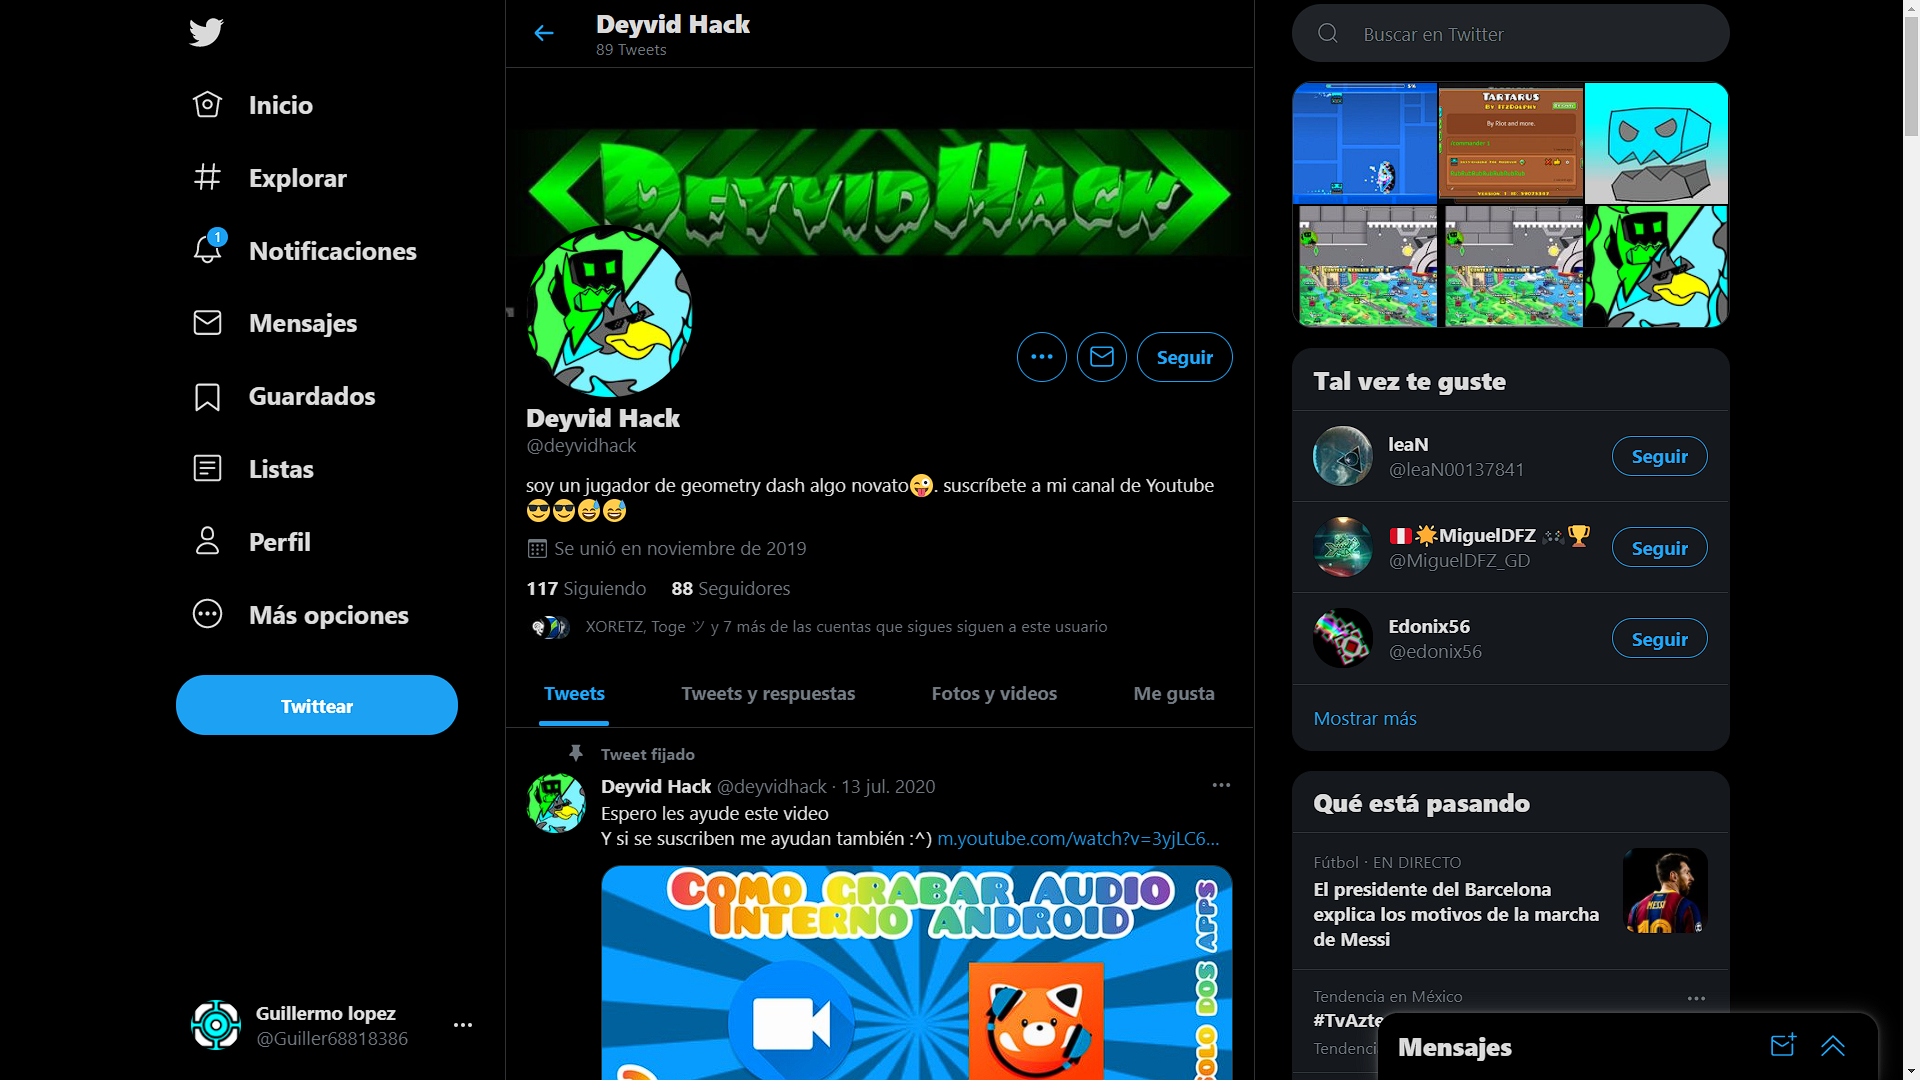 Inicio
Explorar
1
Notificaciones
Mensajes
Guardados
Listas
Perfil
Más opciones
Twittear
Guillermo lopez
@Guiller68818386
Deyvid Hack
89 Tweets
DeyvidHack
Seguir
Deyvid Hack
@deyvidhack
soy un jugador de geometry dash algo novato😜. suscríbete a mi canal de Youtube
😎😎😅😅
Se unió en noviembre de 2019
117 Siguiendo 88 Seguidores
XORETZ, Toge ツ y 7 más de las cuentas que sigues siguen a este usuario
Tweets Tweets y respuestas Fotos y videos Me gusta
Tweet fijado
Deyvid Hack @deyvidhack · 13 jul. 2020
Espero les ayude este video
Y si se suscriben me ayudan también :^) m.youtube.com/watch?v=3yjLC6...
COMO GRABAR AUDIO
INTERNO ANDROID
SOLO DOS APPS
Buscar en Twitter
TARTARUS
By Riot and more.
Tal vez te guste
leaN
@leaN00137841
Seguir
🇵🇪🌟MiguelDFZ 🎮🏆
@MiguelDFZ_GD
Seguir
Edonix56
@edonix56
Seguir
Mostrar más
Qué está pasando
Fútbol · EN DIRECTO
El presidente del Barcelona
explica los motivos de la marcha
de Messi
MESSI
10
Tendencia en México
#TvAzte
Tendenci
Mensajes